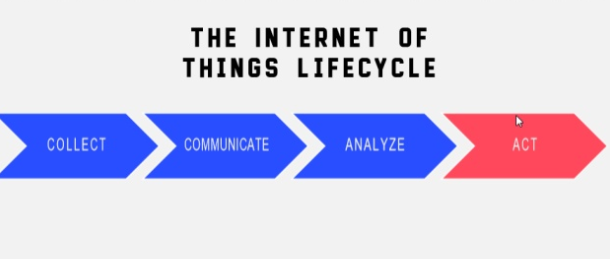 THE INTERNET OF
THINGS LIFECYCLE
COLLECT
COMMUNICATE
ANALYZE
ACT